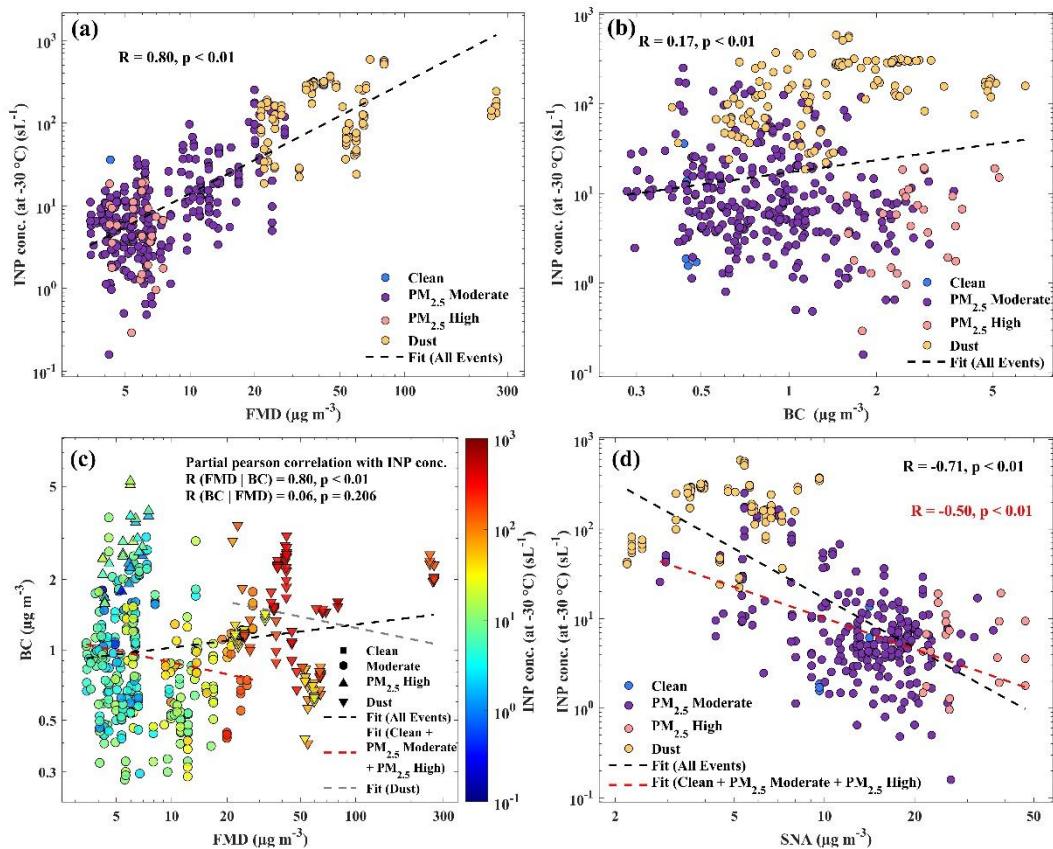 (a)
R = 0.80, p < 0.01
INP conc. (at -30 °C) (sL⁻¹)
10³
10²
10¹
10⁰
10⁻¹
Clean
PM₂.₅ Moderate
PM₂.₅ High
Dust
Fit (All Events)
5 10 20 30 50 100 300
FMD (µg m⁻³)
(b)
R = 0.17, p < 0.01
INP conc. (at -30 °C) (sL⁻¹)
10³
10²
10¹
10⁰
10⁻¹
Clean
PM₂.₅ Moderate
PM₂.₅ High
Dust
Fit (All Events)
0.3 0.5 1 2 5
BC (µg m⁻³)
(c)
Partial pearson correlation with INP conc.
R (FMD | BC) = 0.80, p < 0.01
R (BC | FMD) = 0.06, p = 0.206
BC (µg m⁻³)
5
2
1
0.5
0.3
Clean
Moderate
PM₂.₅ High
Dust
Fit (All Events)
Fit (Clean +
PM₂.₅ Moderate
+ PM₂.₅ High)
Fit (Dust)
5 10 20 30 50 100 300
FMD (µg m⁻³)
10³
10²
10¹
10⁰
10⁻¹
INP conc. (at -30 °C) (sL⁻¹)
(d)
R = -0.71, p < 0.01
R = -0.50, p < 0.01
INP conc. (at -30 °C) (sL⁻¹)
10³
10²
10¹
10⁰
10⁻¹
Clean
PM₂.₅ Moderate
PM₂.₅ High
Dust
Fit (All Events)
Fit (Clean + PM₂.₅ Moderate + PM₂.₅ High)
2 5 10 20 50
SNA (µg m⁻³)